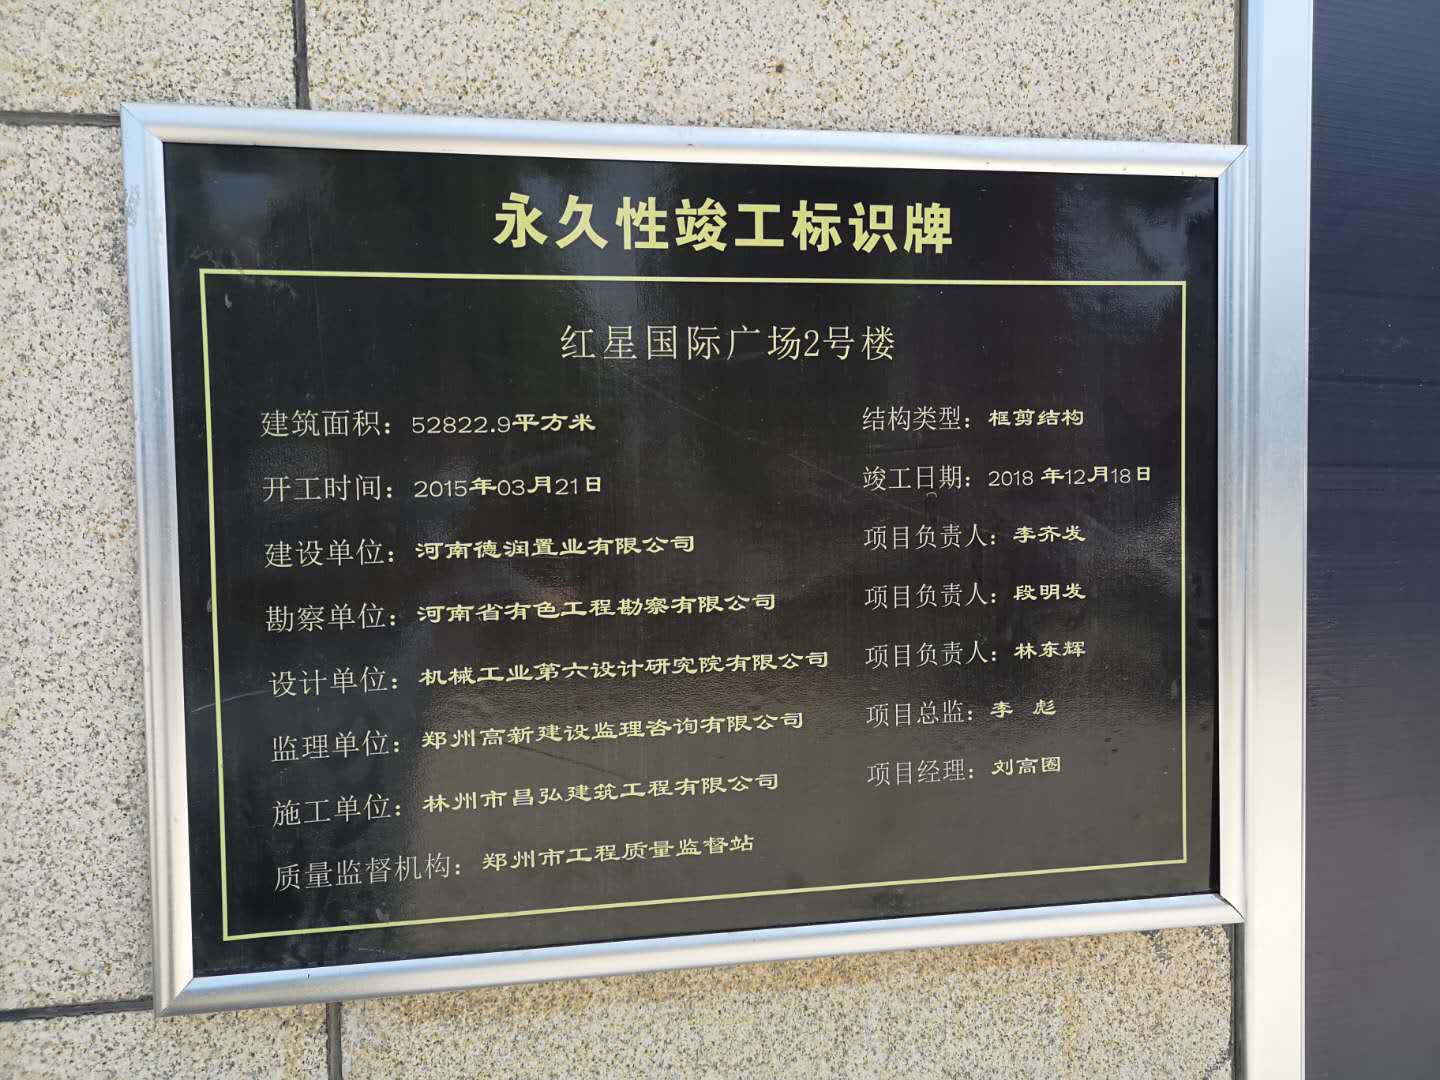 永久性竣工标识牌
红星国际广场2号楼
建筑面积：52822.9平方米 结构类型：框剪结构
开工时间：2015年03月21日 竣工日期：2018年12月18日
建设单位：河南德润置业有限公司 项目负责人：李齐发
勘察单位：河南省有色工程勘察有限公司 项目负责人：段明发
设计单位：机械工业第六设计研究院有限公司 项目负责人：林东辉
监理单位：郑州高新建设监理咨询有限公司 项目总监：李 彪
施工单位：林州市昌弘建筑工程有限公司 项目经理：刘高圈
质量监督机构：郑州市工程质量监督站